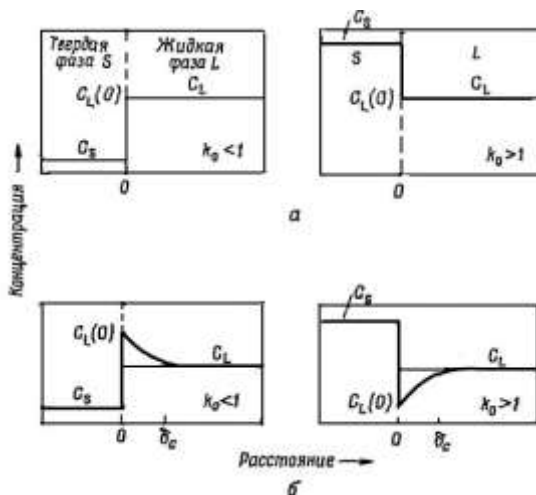 Концентрация
Твердая
фаза S
Жидкая
фаза L
C_L(0)
C_L
C_S
k_0<1
0
C_S
S
L
C_L(0)
C_L
k_0>1
0
а
C_L(0)
C_L
C_S
k_0<1
0
δ_c
C_S
C_L
C_L(0)
k_0>1
0
δ_c
Расстояние
б